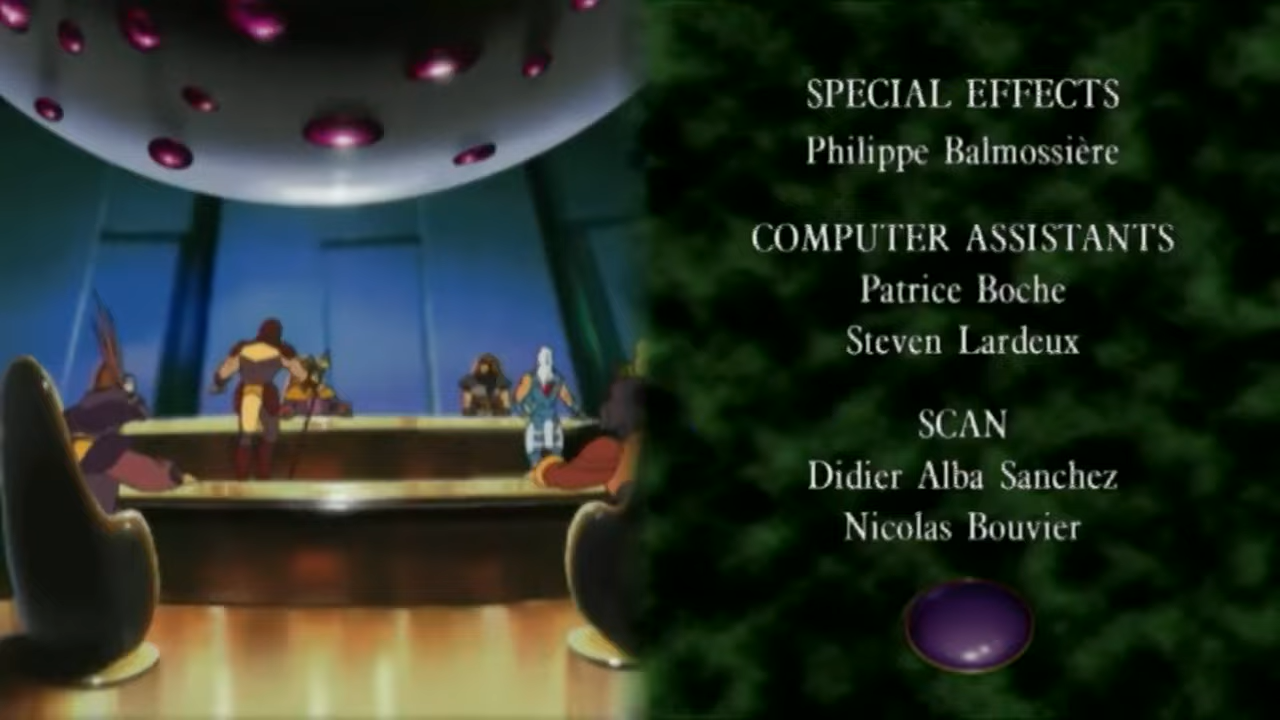 SPECIAL EFFECTS
Philippe Balmossière
COMPUTER ASSISTANTS
Patrice Boche
Steven Lardeux
SCAN
Didier Alba Sanchez
Nicolas Bouvier